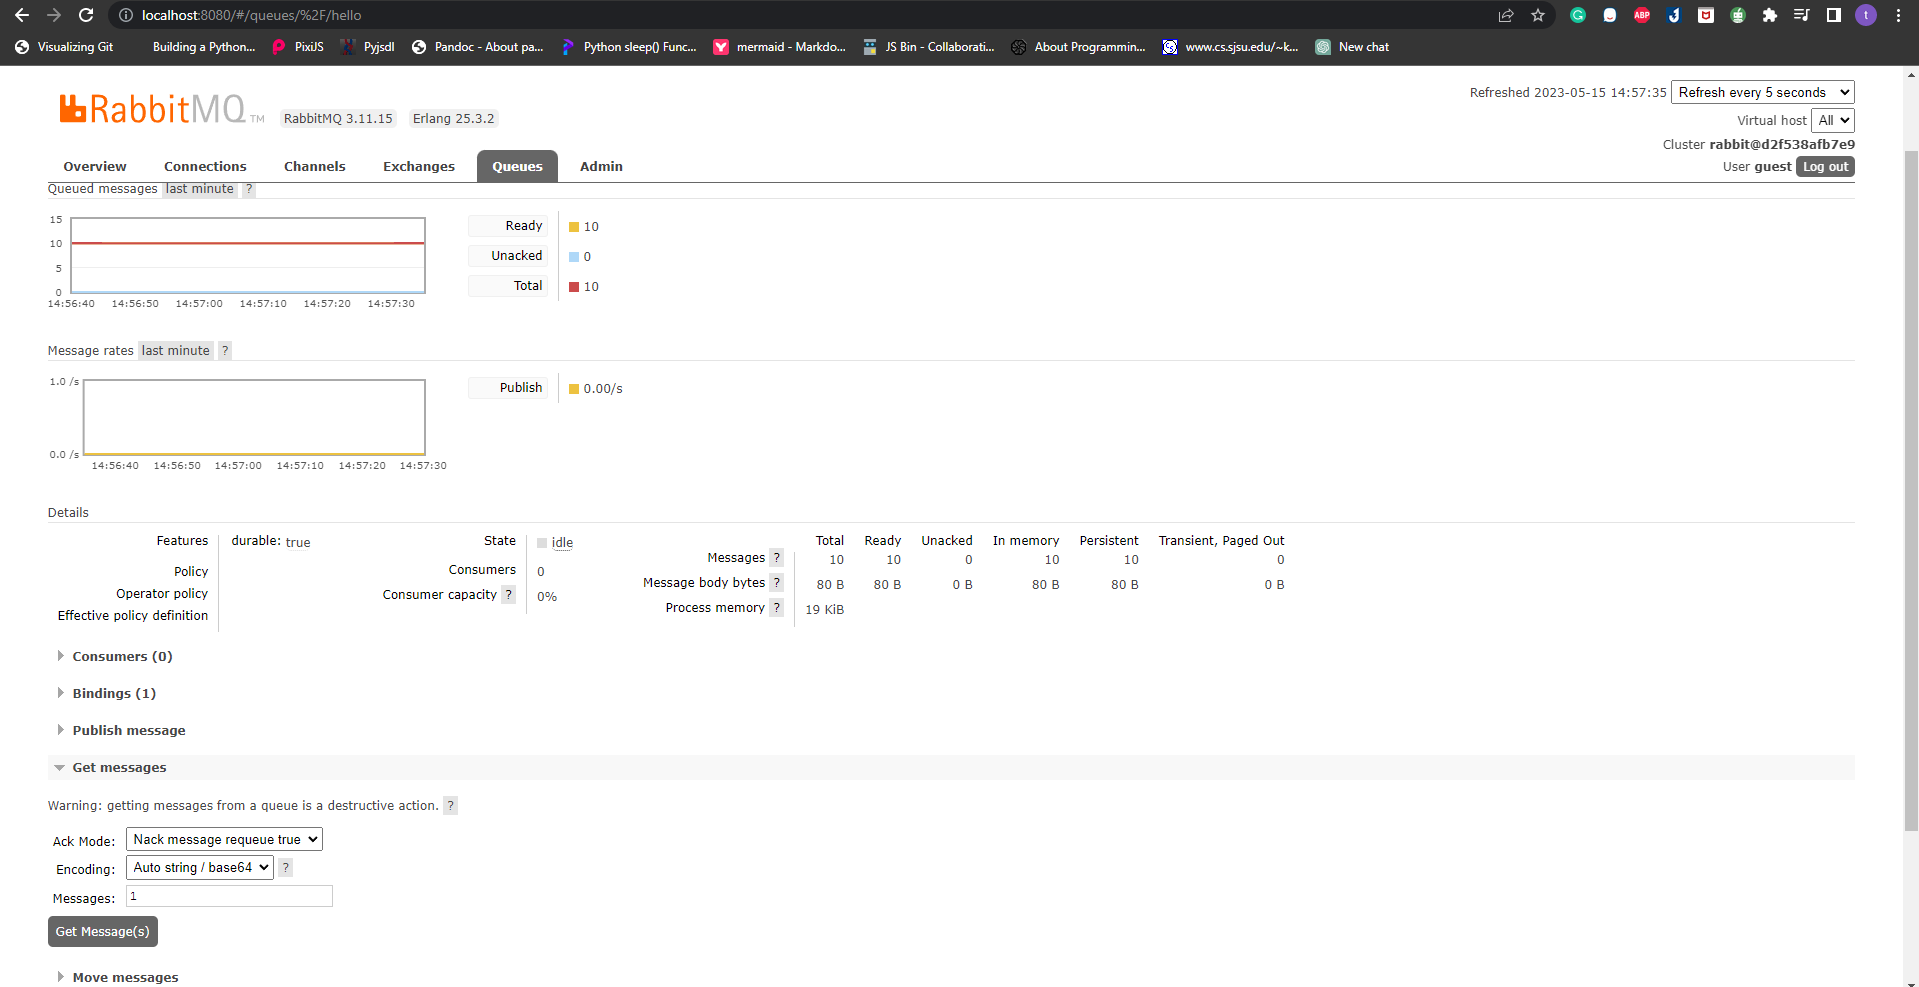 localhost:8080/#/queues/%2F/hello
ABP
t
Visualizing Git Building a Python... PixiJS Pyjsdl Pandoc - About pa... Python sleep() Func... mermaid - Markdo... JS Bin - Collaborati... About Programmin... www.cs.sjsu.edu/~k... New chat
RabbitMQ TM RabbitMQ 3.11.15 Erlang 25.3.2
Refreshed 2023-05-15 14:57:35 Refresh every 5 seconds
Virtual host All
Cluster rabbit@d2f538afb7e9
User guest Log out
Overview Connections Channels Exchanges Queues Admin
Queued messages last minute ?
15
10
5
0
14:56:40 14:56:50 14:57:00 14:57:10 14:57:20 14:57:30
Ready 10
Unacked 0
Total 10
Message rates last minute ?
1.0 /s
0.0 /s
14:56:40 14:56:50 14:57:00 14:57:10 14:57:20 14:57:30
Publish 0.00/s
Details
Features durable: true
Policy
Operator policy
Effective policy definition
State idle
Consumers 0
Consumer capacity ? 0%
Total Ready Unacked In memory Persistent Transient, Paged Out
Messages ? 10 10 0 10 10 0
Message body bytes ? 80 B 80 B 0 B 80 B 80 B 0 B
Process memory ? 19 KiB
Consumers (0)
Bindings (1)
Publish message
Get messages
Warning: getting messages from a queue is a destructive action. ?
Ack Mode: Nack message requeue true
Encoding: Auto string / base64 ?
Messages: 1
Get Message(s)
Move messages